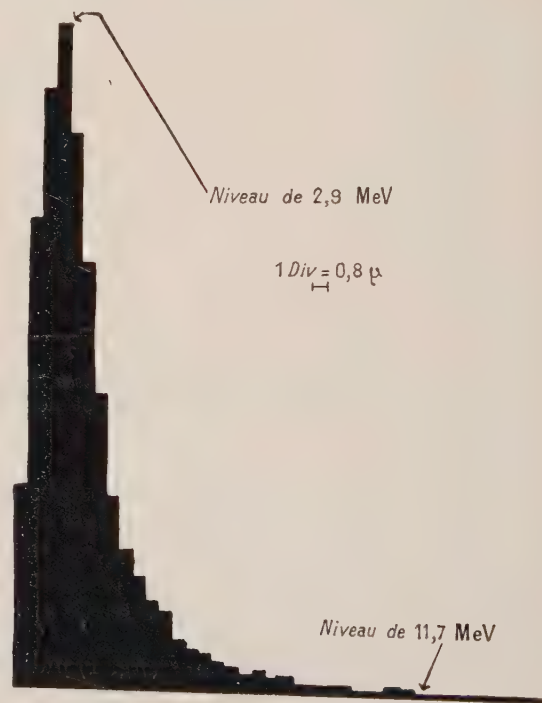 Niveau de 2,9 MeV
1 Div = 0,8 μ
Niveau de 11,7 MeV